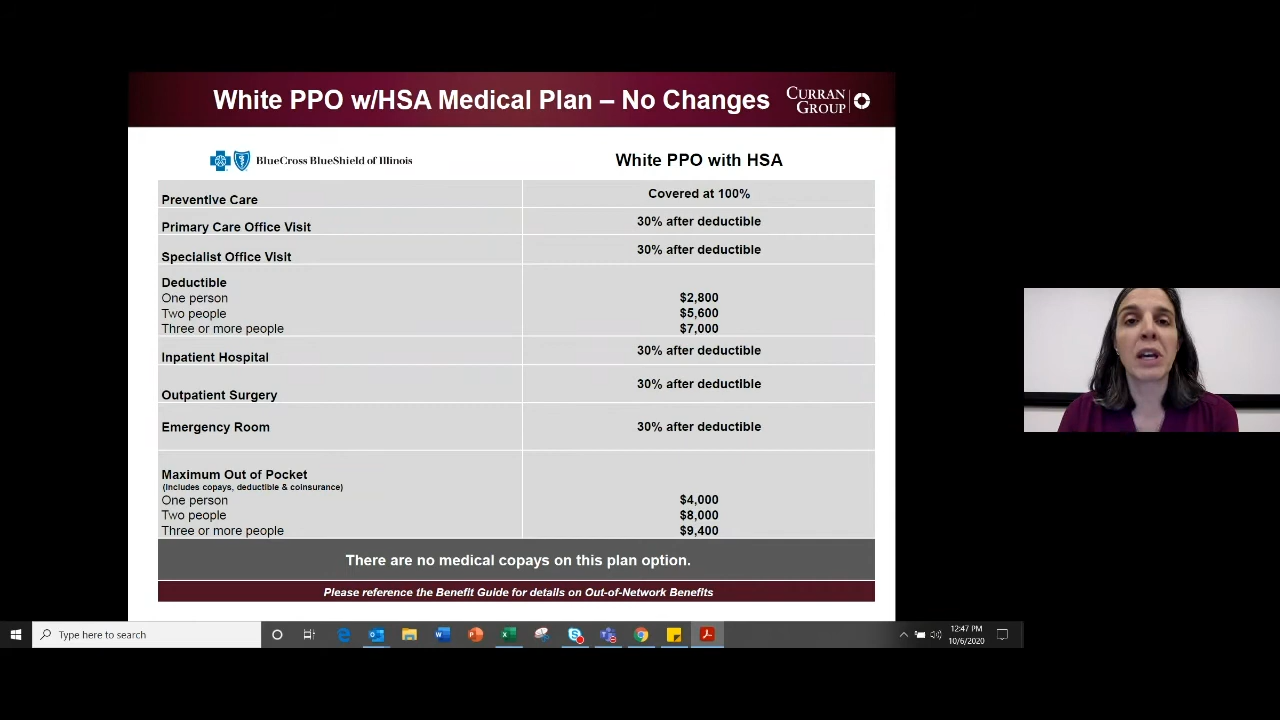 White PPO w/HSA Medical Plan – No Changes
CURRAN
GROUP
BlueCross BlueShield of Illinois
White PPO with HSA
Preventive Care
Covered at 100%
Primary Care Office Visit
30% after deductible
Specialist Office Visit
30% after deductible
Deductible
One person
$2,800
Two people
$5,600
Three or more people
$7,000
Inpatient Hospital
30% after deductible
Outpatient Surgery
30% after deductible
Emergency Room
30% after deductible
Maximum Out of Pocket
(includes copays, deductible & coinsurance)
One person
$4,000
Two people
$8,000
Three or more people
$9,400
There are no medical copays on this plan option.
Please reference the Benefit Guide for details on Out-of-Network Benefits
Type here to search
12:47 PM
10/6/2020